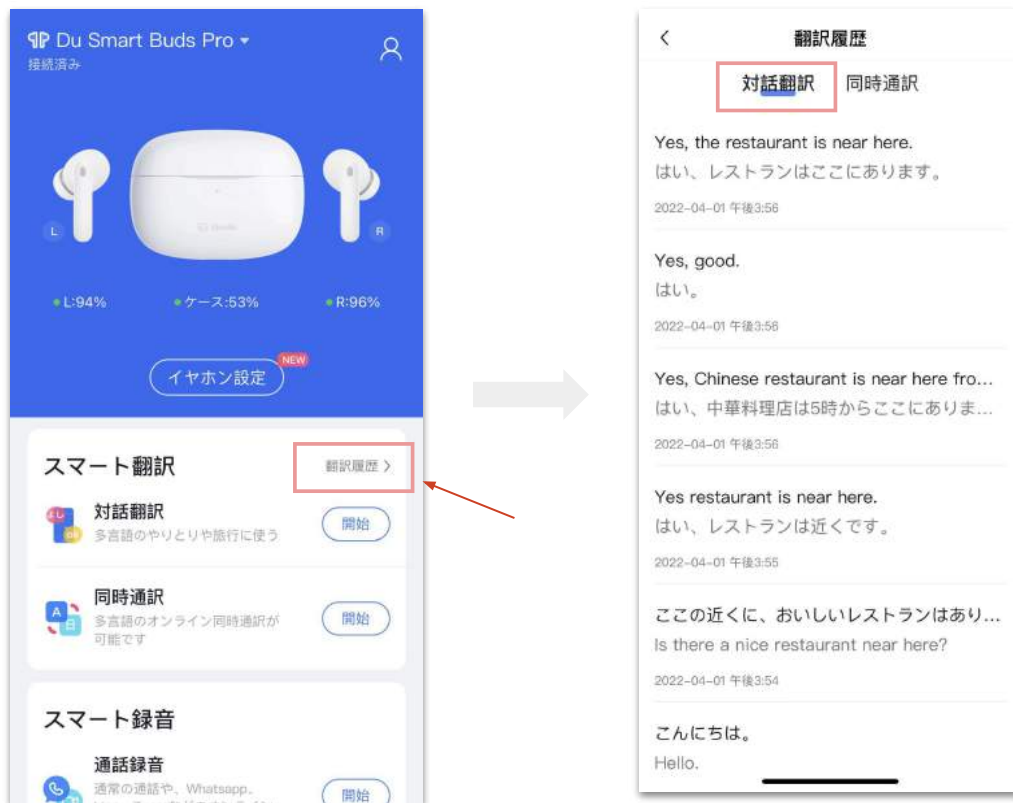 Du Smart Buds Pro
接続済み
L
R
L:94%
ケース:53%
R:96%
NEW
イヤホン設定
スマート翻訳
翻訳履歴
対話翻訳
多言語のやりとりや旅行に使う
開始
同時通訳
多言語のオンライン同時通訳が
可能です
開始
スマート録音
通話録音
通常の通話や、Whatsapp、
開始
翻訳履歴
対話翻訳
同時通訳
Yes, the restaurant is near here.
はい、レストランはここにあります。
2022-04-01 午後3:56
Yes, good.
はい。
2022-04-01 午後3:56
Yes, Chinese restaurant is near here fro...
はい、中華料理店は5時からここにありま...
2022-04-01 午後3:56
Yes restaurant is near here.
はい、レストランは近くです。
2022-04-01 午後3:55
ここの近くに、おいしいレストランはあり...
Is there a nice restaurant near here?
2022-04-01 午後3:54
こんにちは。
Hello.